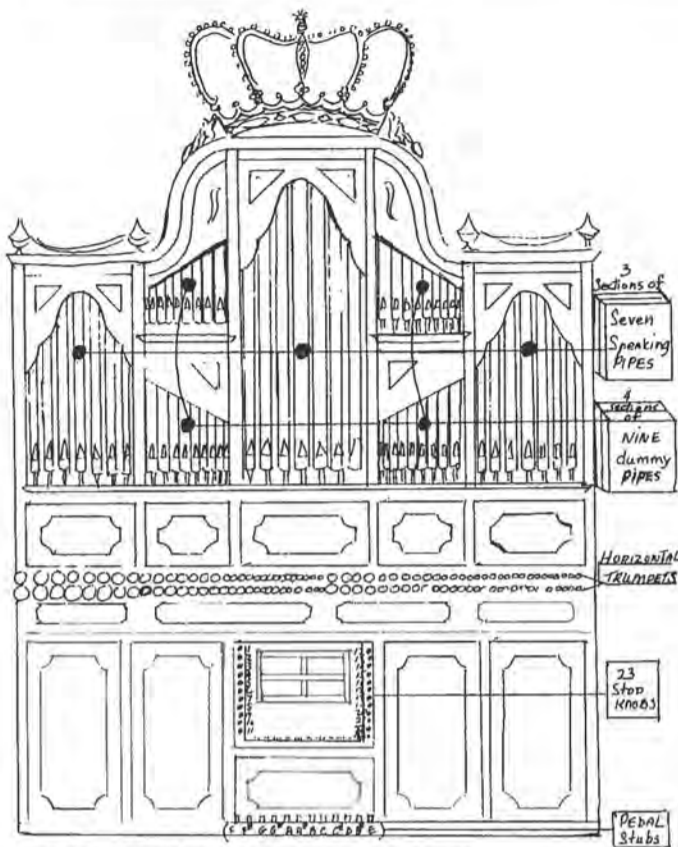 3
Sections of
Seven
Speaking
PIPES
4
sections
of
NINE
dummy
PIPES
HORIZONTAL
TRUMPETS
23
STOP
KNOBS
PEDAL
Stubs